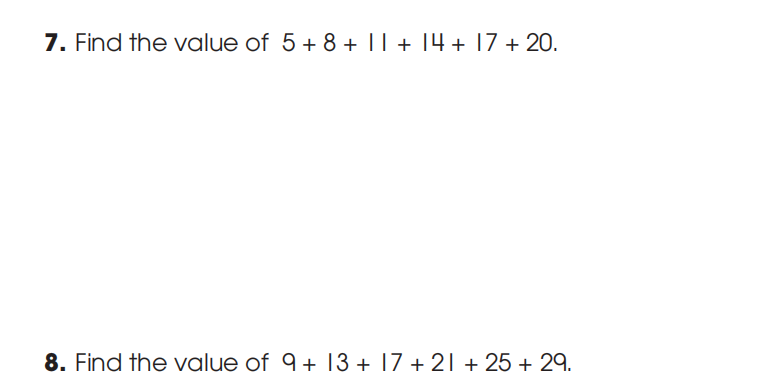 7. Find the value of 5 + 8 + 11 + 14 + 17 + 20.
8. Find the value of 9 + 13 + 17 + 21 + 25 + 29.